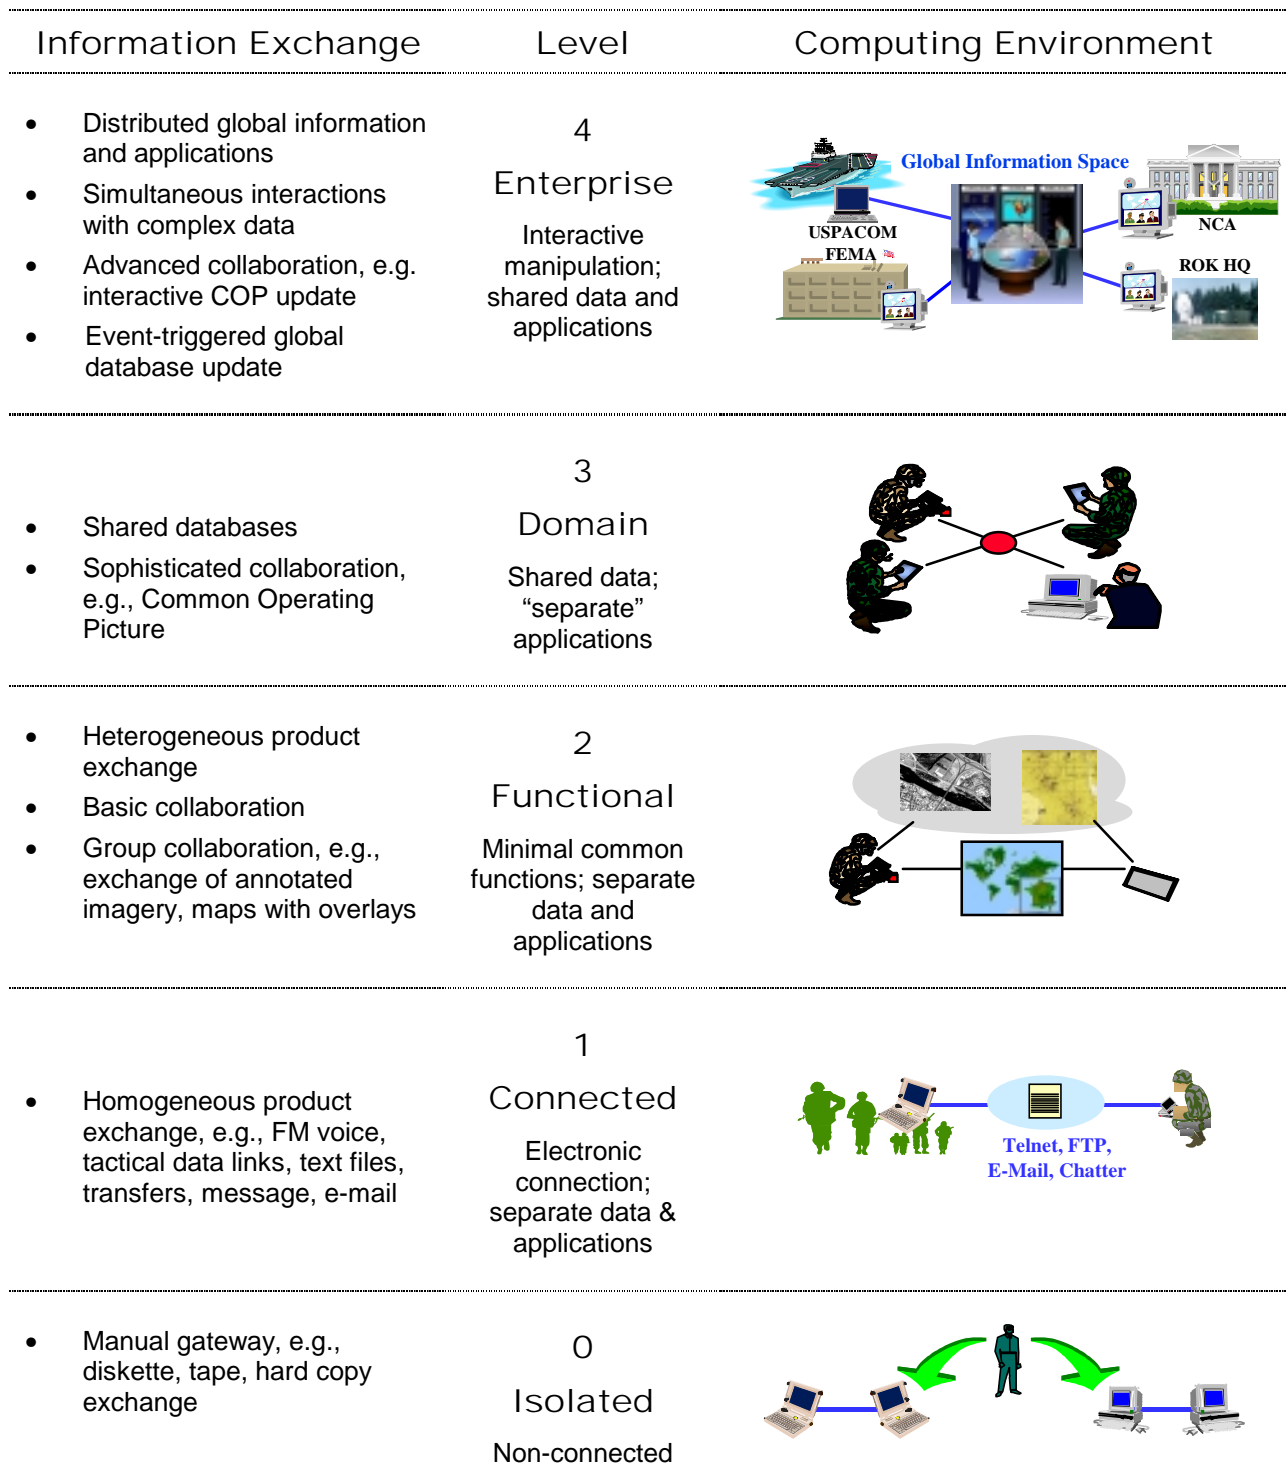 Information Exchange
Level
Computing Environment
• Distributed global information
and applications
• Simultaneous interactions
with complex data
• Advanced collaboration, e.g.
interactive COP update
• Event-triggered global
database update
4
Enterprise
Interactive
manipulation;
shared data and
applications
Global Information Space
USPACOM
FEMA
NCA
ROK HQ
• Shared databases
• Sophisticated collaboration,
e.g., Common Operating
Picture
3
Domain
Shared data;
“separate”
applications
• Heterogeneous product
exchange
• Basic collaboration
• Group collaboration, e.g.,
exchange of annotated
imagery, maps with overlays
2
Functional
Minimal common
functions; separate
data and
applications
• Homogeneous product
exchange, e.g., FM voice,
tactical data links, text files,
transfers, message, e-mail
1
Connected
Electronic
connection;
separate data &
applications
Telnet, FTP,
E-Mail, Chatter
• Manual gateway, e.g.,
diskette, tape, hard copy
exchange
0
Isolated
Non-connected